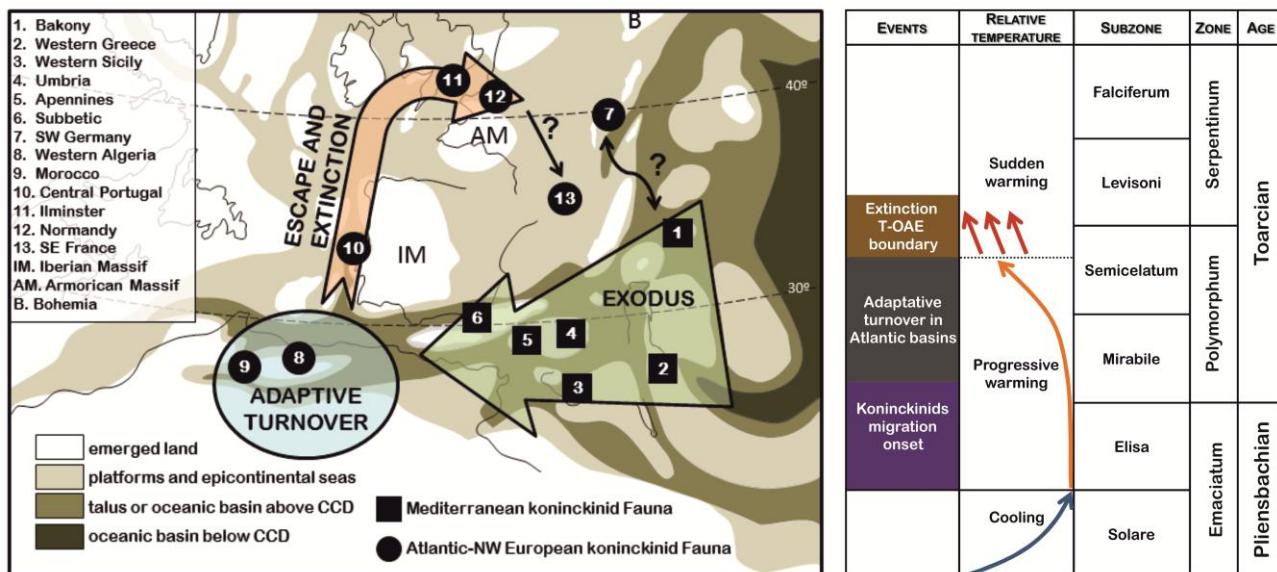 1. Bakony
2. Western Greece
3. Western Sicily
4. Umbria
5. Apennines
6. Subbetic
7. SW Germany
8. Western Algeria
9. Morocco
10. Central Portugal
11. Ilminster
12. Normandy
13. SE France
IM. Iberian Massif
AM. Armorican Massif
B. Bohemia
B
40º
30º
11
12
7
AM
?
?
13
ESCAPE AND
EXTINCTION
10
IM
1
EXODUS
6
5
4
3
2
9
8
ADAPTIVE
TURNOVER
emerged land
platforms and epicontinental seas
talus or oceanic basin above CCD
oceanic basin below CCD
Mediterranean koninckinid Fauna
Atlantic-NW European koninckinid Fauna
EVENTS
RELATIVE
TEMPERATURE
SUBZONE
ZONE
AGE
Extinction
T-OAE
boundary
Adaptative
turnover in
Atlantic basins
Koninckinids
migration
onset
Sudden
warming
Progressive
warming
Cooling
Falciferum
Levisoni
Semicelatum
Mirabile
Elisa
Solare
Serpentinum
Polymorphum
Emaciatum
Toarcian
Pliensbachian